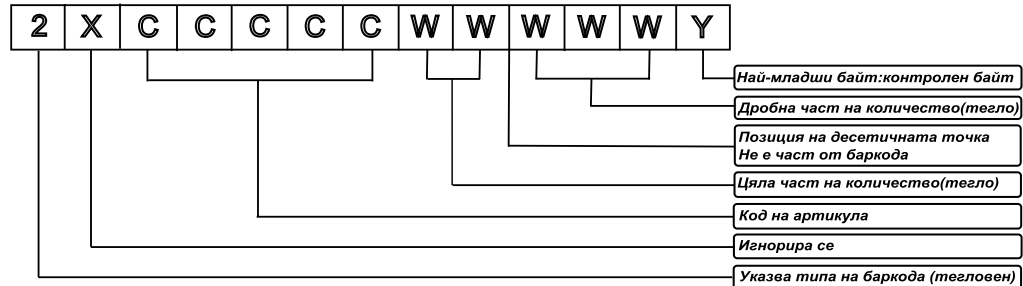 2 X C C C C C W W W W W Y
Най-младши байт:контролен байт
Дробна част на количество(тегло)
Позиция на десетичната точка
Не е част от баркода
Цяла част на количество(тегло)
Код на артикула
Игнорира се
Указва типа на баркода (тегловен)